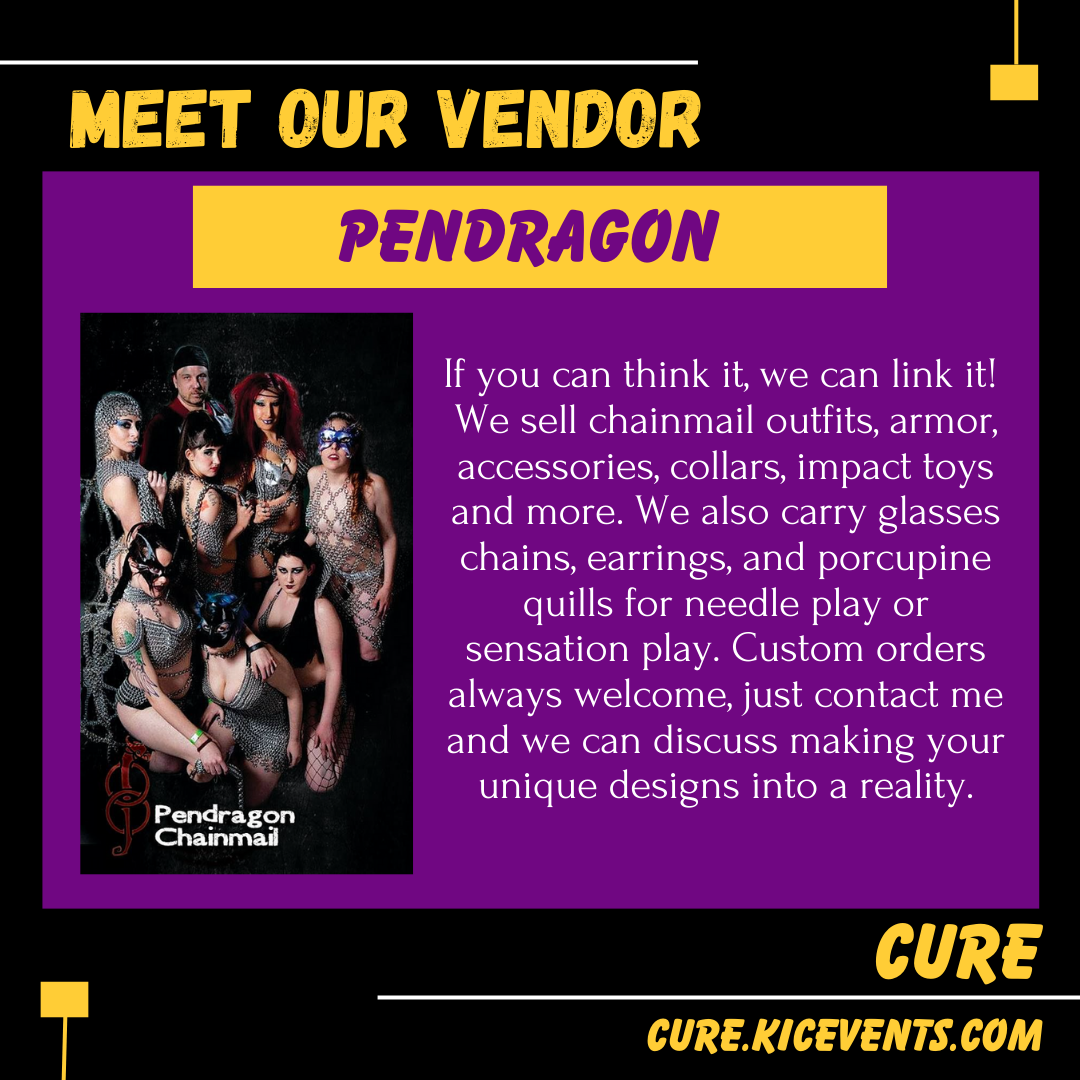 MEET OUR VENDOR
PENDRAGON
If you can think it, we can link it!
We sell chainmail outfits, armor,
accessories, collars, impact toys
and more. We also carry glasses
chains, earrings, and porcupine
quills for needle play or
sensation play. Custom orders
always welcome, just contact me
and we can discuss making your
unique designs into a reality.
Pendragon
Chainmail
CURE
CURE.KICEVENTS.COM